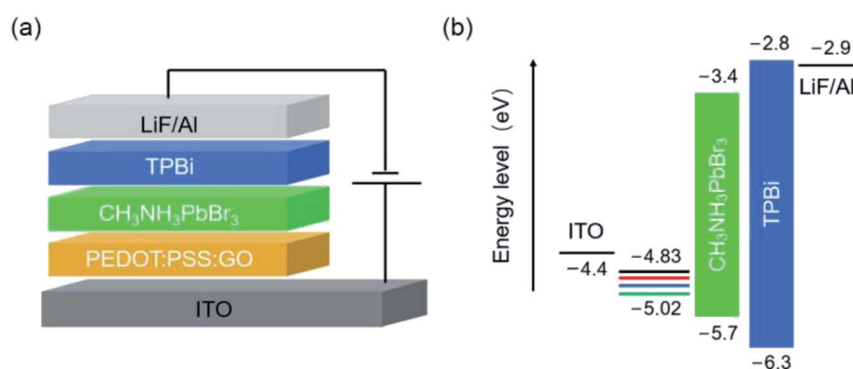 (a)
LiF/Al
TPBi
CH₃NH₃PbBr₃
PEDOT:PSS:GO
ITO
(b)
Energy level (eV)
ITO
−4.4
−4.83
−5.02
−3.4
CH₃NH₃PbBr₃
−5.7
−2.8
TPBi
−6.3
−2.9
LiF/Al